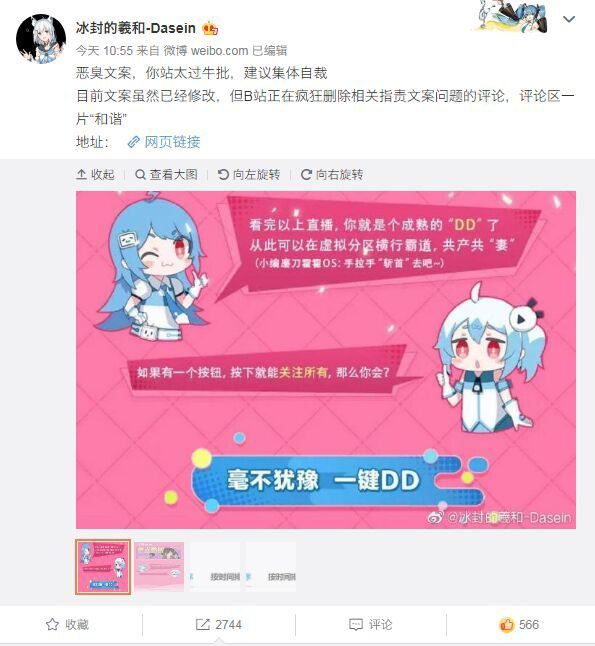 冰封的羲和-Dasein
今天 10:55 来自 微博 weibo.com 已编辑
恶臭文案，你站太过牛批，建议集体自裁
目前文案虽然已经修改，但B站正在疯狂删除相关指责文案问题的评论，评论区一
片“和谐”
地址： 网页链接
收起 查看大图 向左旋转 向右旋转
看完以上直播，你就是个成熟的“DD”了
从此可以在虚拟分区横行霸道，共产共“妻”
（小编磨刀霍霍OS：手拉手“斩首”去吧~）
如果有一个按钮，按下就能关注所有，那么你会？
毫不犹豫 一键DD
@冰封的羲和-Dasein
按时间排 按时间排
收藏 2744 评论 566